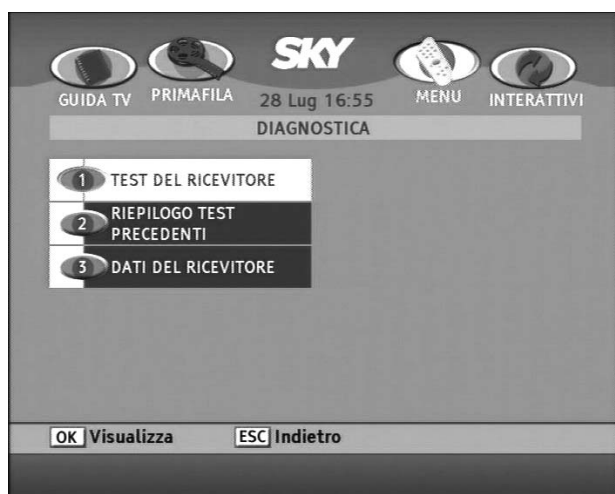 SKY
GUIDA TV
PRIMAFILA
28 Lug 16:55
MENU
INTERATTIVI
DIAGNOSTICA
1 TEST DEL RICEVITORE
2 RIEPILOGO TEST
PRECEDENTI
3 DATI DEL RICEVITORE
OK Visualizza ESC Indietro